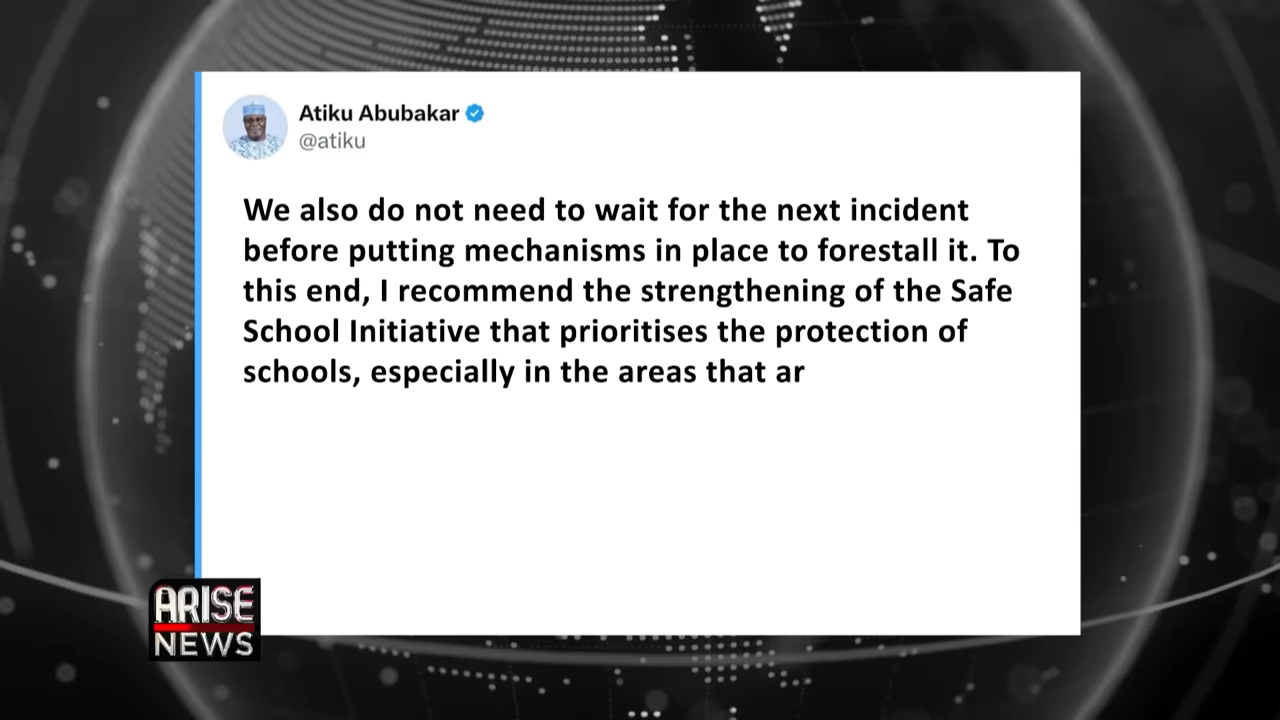 Atiku Abubakar
@atiku
We also do not need to wait for the next incident
before putting mechanisms in place to forestall it. To
this end, I recommend the strengthening of the Safe
School Initiative that prioritises the protection of
schools, especially in the areas that ar
ARISE
NEWS